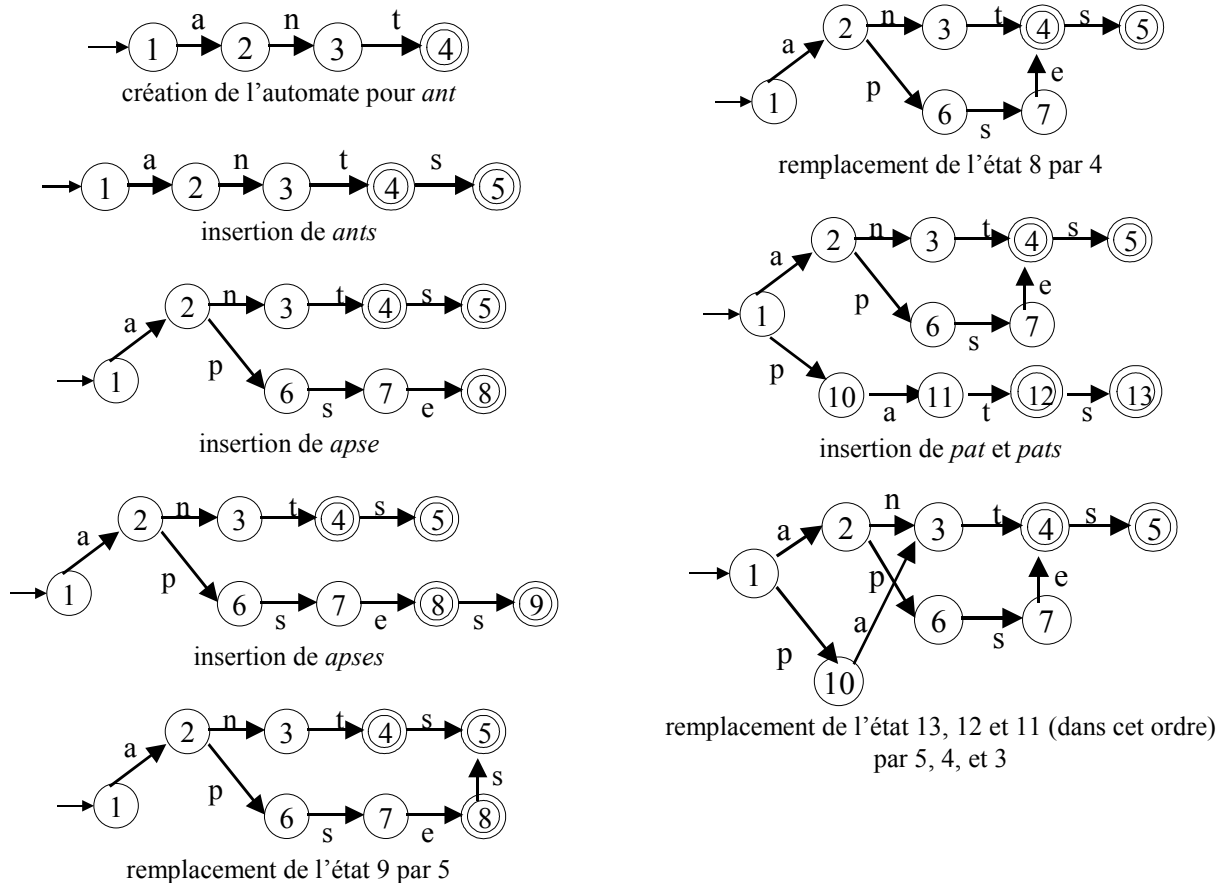 a n t
1 2 3 4
création de l'automate pour ant
a n t s
1 2 3 4 5
insertion de ants
2 n 3 t 4 s 5
a
p
1
6 s 7 e 8
insertion de apse
2 n 3 t 4 s 5
a
p
1
6 s 7 e 8 s 9
insertion de apses
2 n 3 t 4 s 5
a
s
p
1
6 s 7 e 8
remplacement de l'état 9 par 5
2 n 3 t 4 s 5
a
e
p
1
6 s 7
remplacement de l'état 8 par 4
2 n 3 t 4 s 5
a
e
p
1
6 s 7
p
10 a 11 t 12 s 13
insertion de pat et pats
2 n 3 t 4 s 5
a
p e
1
6 s 7
p a
10
remplacement de l'état 13, 12 et 11 (dans cet ordre)
par 5, 4, et 3